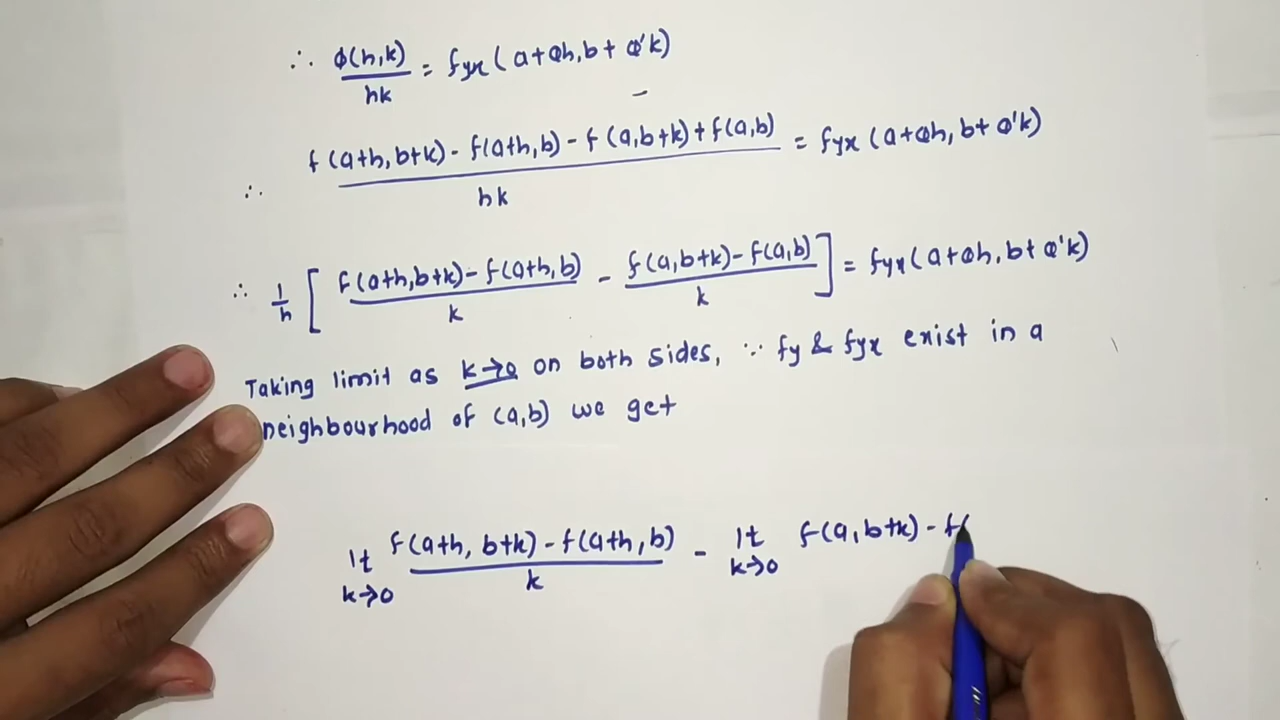 ∴ ϕ(h,k)/hk = fyx(a+θh, b+θ'k)
∴ f(a+h, b+k) - f(a+h, b) - f(a, b+k) + f(a,b)/hk = fyx(a+θh, b+θ'k)
∴ 1/h [ f(a+h, b+k) - f(a+h, b)/k - f(a, b+k) - f(a,b)/k ] = fyx(a+θh, b+θ'k)
Taking limit as k→0 on both sides, ∵ fy & fyx exist in a
neighbourhood of (a,b) we get
lt k→0 f(a+h, b+k) - f(a+h, b)/k - lt k→0 f(a, b+k) - f(